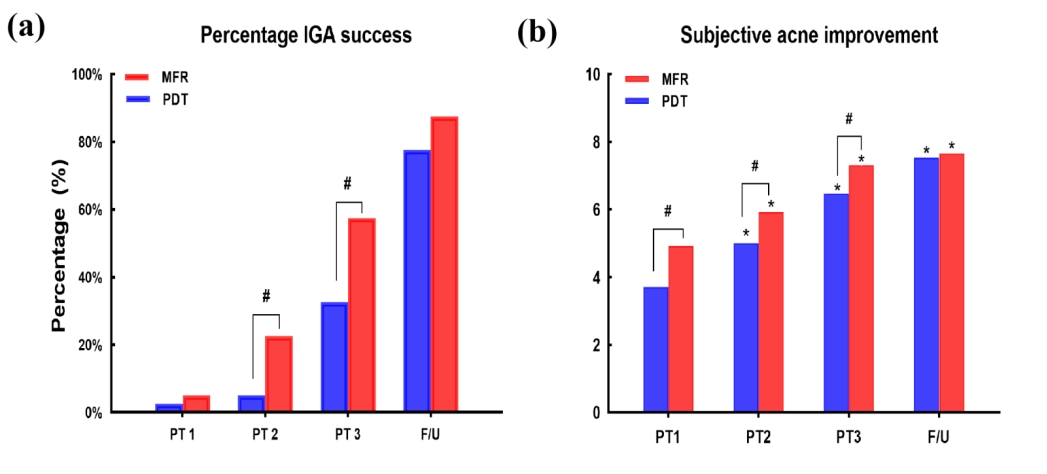 (a)
Percentage IGA success
100%
80%
60%
40%
20%
0%
Percentage (%)
MFR
PDT
#
#
PT 1
PT 2
PT 3
F/U
(b)
Subjective acne improvement
10
8
6
4
2
0
MFR
PDT
#
#
#
*
*
*
*
*
*
PT1
PT2
PT3
F/U